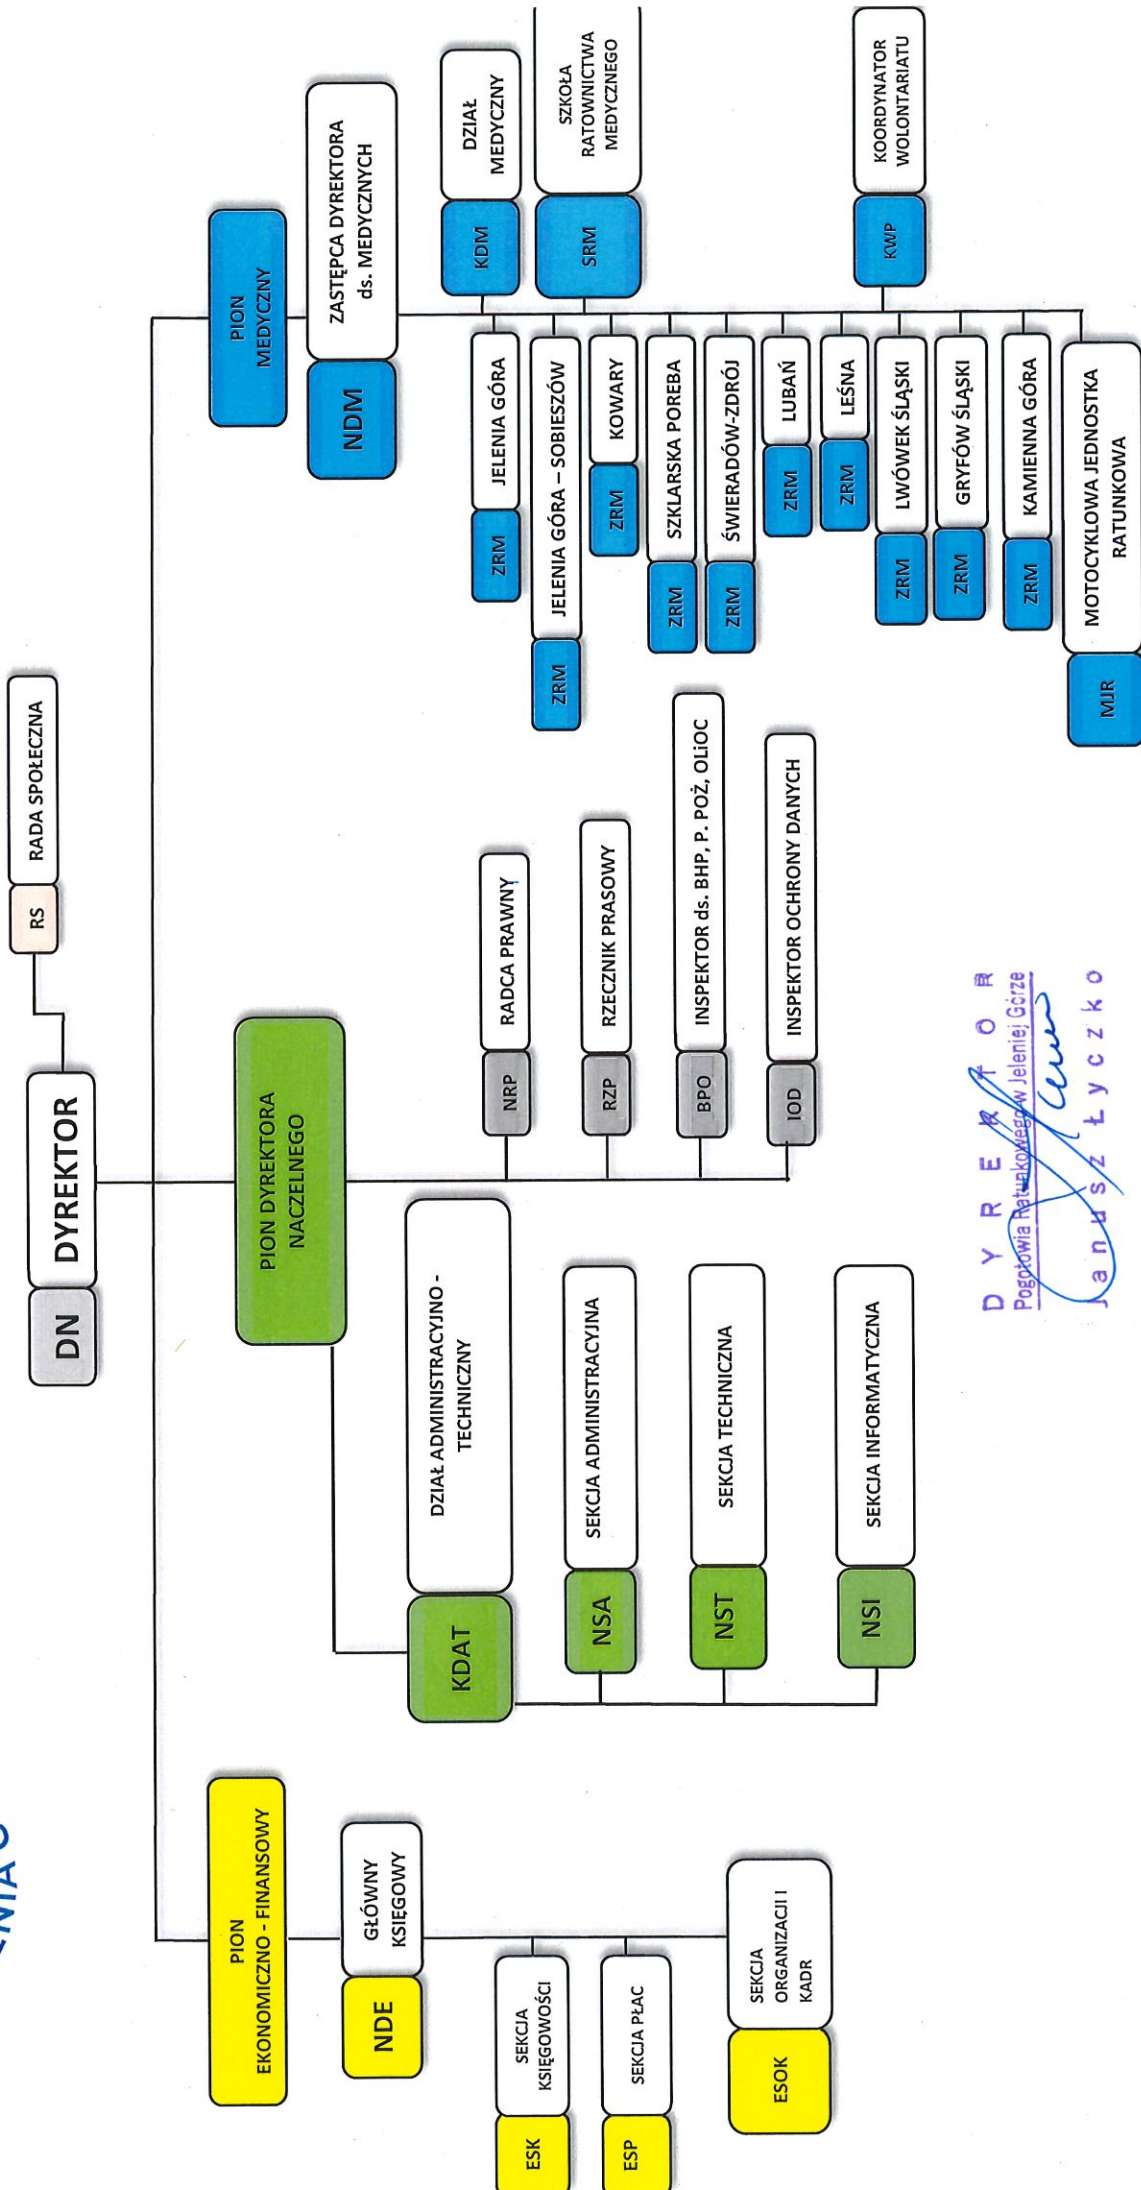 DN
DYREKTOR
RS
RADA SPOŁECZNA
PION
EKONOMICZNO - FINANSOWY
NDE
GŁÓWNY
KSIĘGOWY
ESK
SEKCJA
KSIĘGOWOŚCI
ESP
SEKCJA PŁAC
ESOK
SEKCJA
ORGANIZACJI I
KADR
PION DYREKTORA
NACZELNEGO
KDAT
DZIAŁ ADMINISTRACYJNO -
TECHNICZNY
NSA
SEKCJA ADMINISTRACYJNA
NST
SEKCJA TECHNICZNA
NSI
SEKCJA INFORMATYCZNA
NRP
RADCA PRAWNY
RZP
RZECZNIK PRASOWY
BPO
INSPEKTOR ds. BHP, P. POŻ, OLiOC
IOD
INSPEKTOR OCHRONY DANYCH
PION
MEDYCZNY
NDM
ZASTĘPCA DYREKTORA
ds. MEDYCZNYCH
KDM
DZIAŁ
MEDYCZNY
SRM
SZKOŁA
RATOWNICTWA
MEDYCZNEGO
KWP
KOORDYNATOR
WOLONTARIATU
ZRM
JELENIA GÓRA
ZRM
JELENIA GÓRA – SOBIESZÓW
ZRM
KOWARY
ZRM
SZKLARSKA POREBA
ZRM
ŚWIERADÓW-ZDRÓJ
ZRM
LUBAŃ
ZRM
LEŚNA
ZRM
LWÓWEK ŚLĄSKI
ZRM
GRYFÓW ŚLĄSKI
ZRM
KAMIENNA GÓRA
MJR
MOTOCYKLOWA JEDNOSTKA
RATUNKOWA
DYREKTOR
Pogotowia Ratunkowego w Jeleniej Górze
Janusz Łyczko